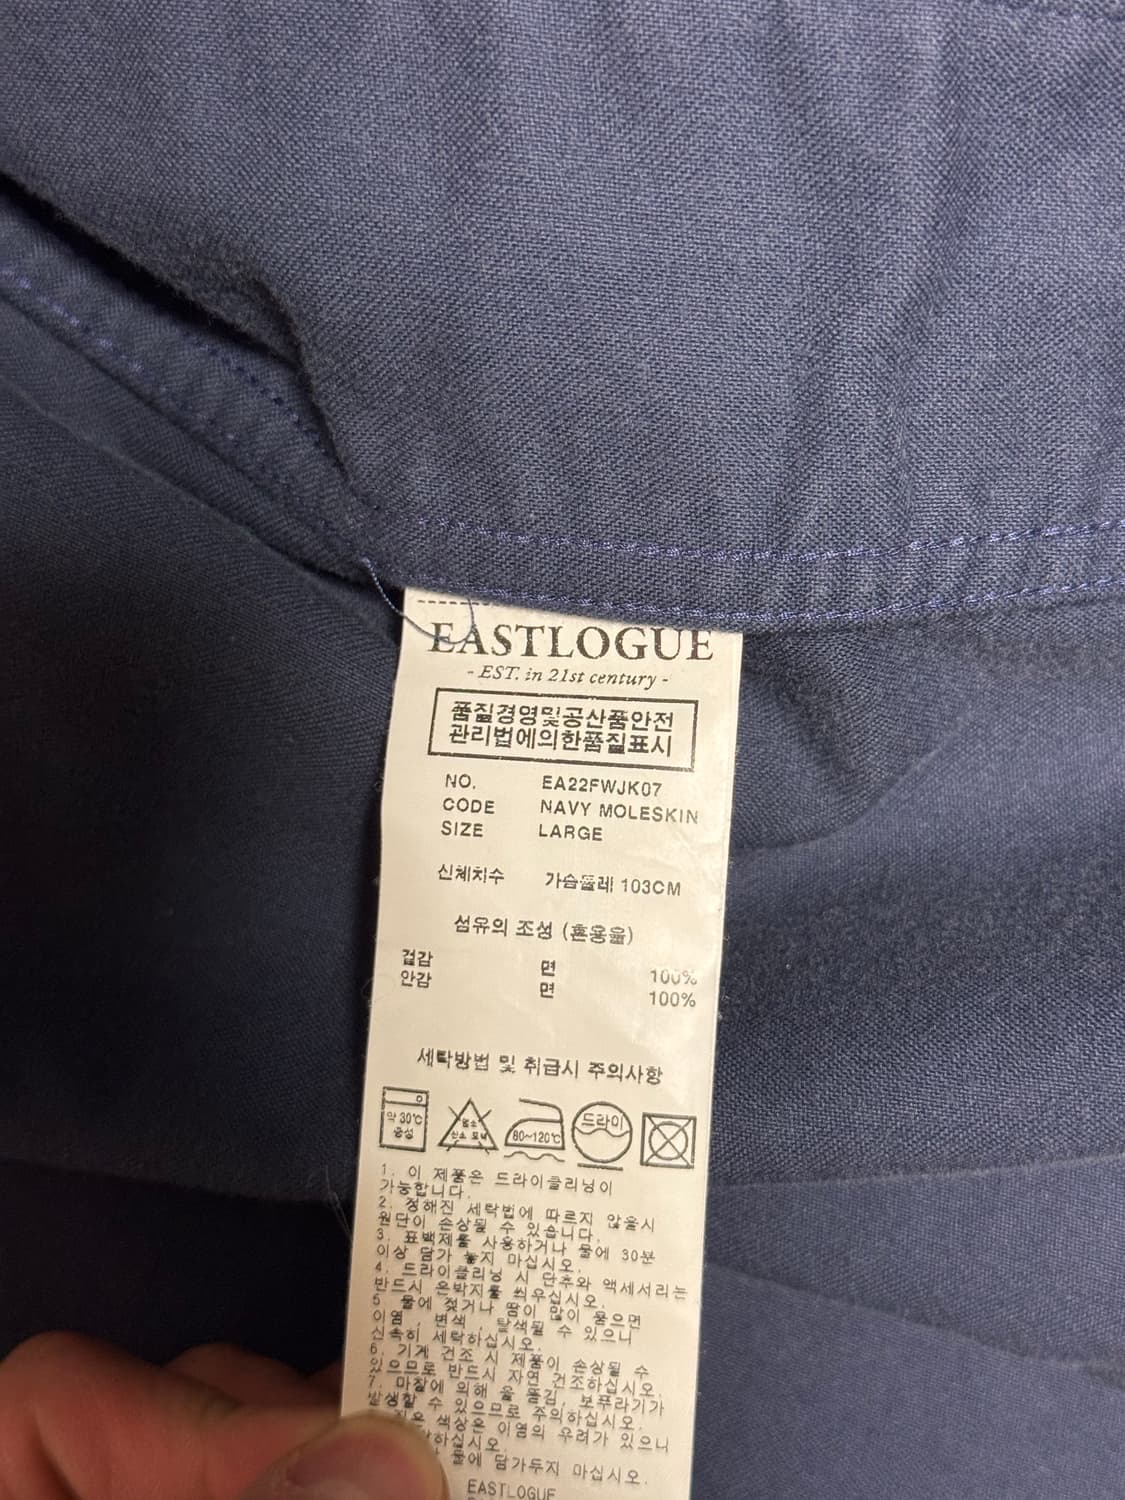 EASTLOGUE
- EST. in 21st century -
품질경영및공산품안전
관리법에의한품질표시
NO. EA22FWJK07
CODE NAVY MOLESKIN
SIZE LARGE
신체치수 가슴둘레 103CM
섬유의 조성 (혼용율)
겉감 면 100%
안감 면 100%
세탁방법 및 취급시 주의사항
약 30℃
중성
염소
산소 표백
80~120℃
드라이
1. 이 제품은 드라이클리닝이
가능합니다.
2. 정해진 세탁법에 따르지 않을시
원단이 손상될 수 있습니다.
3. 표백제를 사용하거나 물에 30분
이상 담가 놓지 마십시오.
4. 드라이클리닝 시 단추와 액세서리는
반드시 은박지를 씌우십시오.
5. 물에 젖거나 땀이 많이 묻으면
이염, 변색, 탈색될 수 있으니
신속히 세탁하십시오.
6. 기계 건조 시 제품이 손상될 수
있으므로 반드시 자연 건조하십시오.
7. 마찰에 의해 올 뜯김, 보푸라기가
발생할 수 있으므로 주의하십시오.
색상은 이염의 우려가 있으니
하십시오.
물에 담가두지 마십시오.
EASTLOGUE